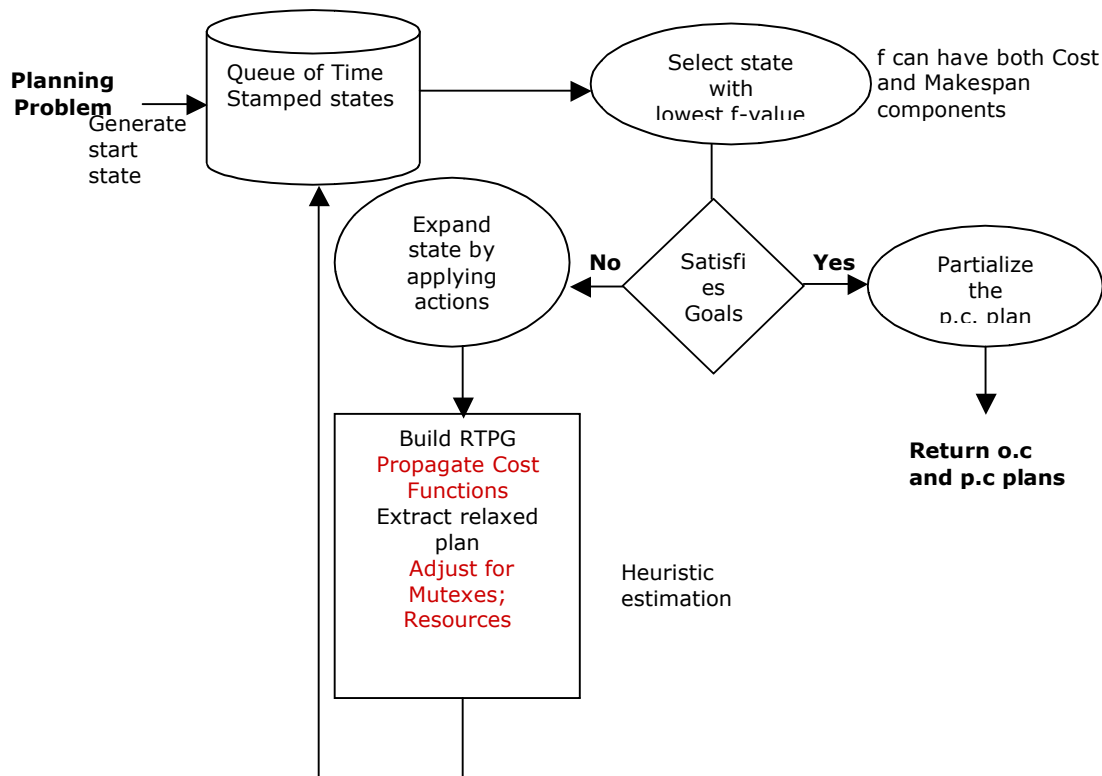 Planning
Problem
Generate
start
state
Queue of Time
Stamped states
Select state
with
lowest f-value
f can have both Cost
and Makespan
components
Expand
state by
applying
actions
No
Satisfi
es
Goals
Yes
Partialize
the
p.c. plan
Build RTPG
Propagate Cost
Functions
Extract relaxed
plan
Adjust for
Mutexes;
Resources
Heuristic
estimation
Return o.c
and p.c plans